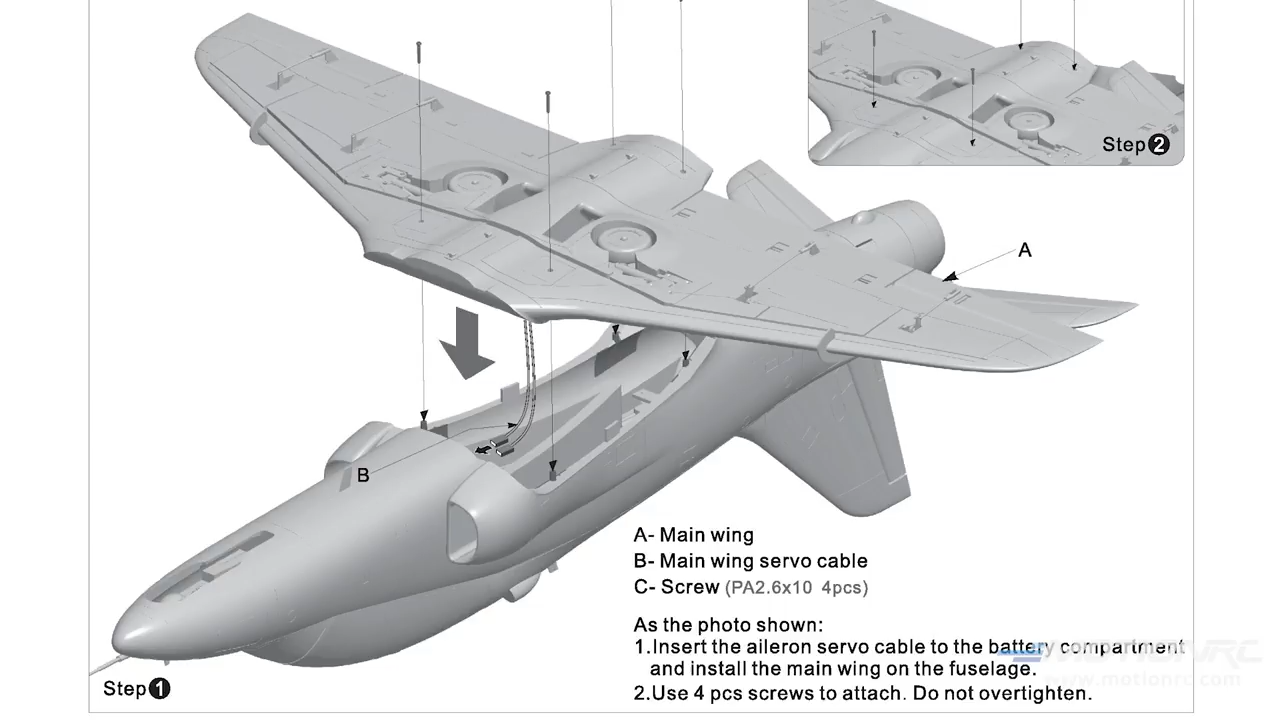 Step2
A
B
A- Main wing
B- Main wing servo cable
C- Screw (PA2.6x10 4pcs)
As the photo shown:
1.Insert the aileron servo cable to the battery compartment
and install the main wing on the fuselage.
2.Use 4 pcs screws to attach. Do not overtighten.
Step1
MOTIONRC
www.motionrc.com